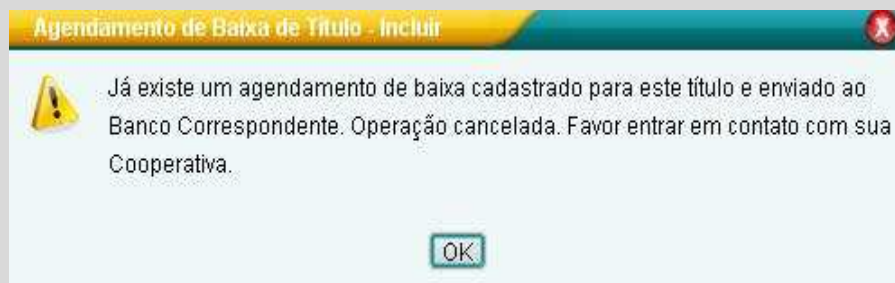 Agendamento de Baixa de Título - Incluir
Já existe um agendamento de baixa cadastrado para este título e enviado ao
Banco Correspondente. Operação cancelada. Favor entrar em contato com sua
Cooperativa.
OK